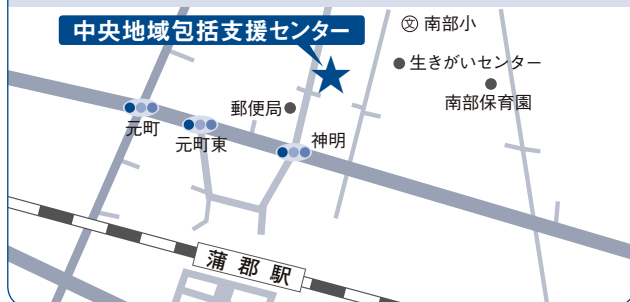 中央地域包括支援センター
文 南部小
生きがいセンター
南部保育園
郵便局
元町
元町東
神明
蒲郡駅